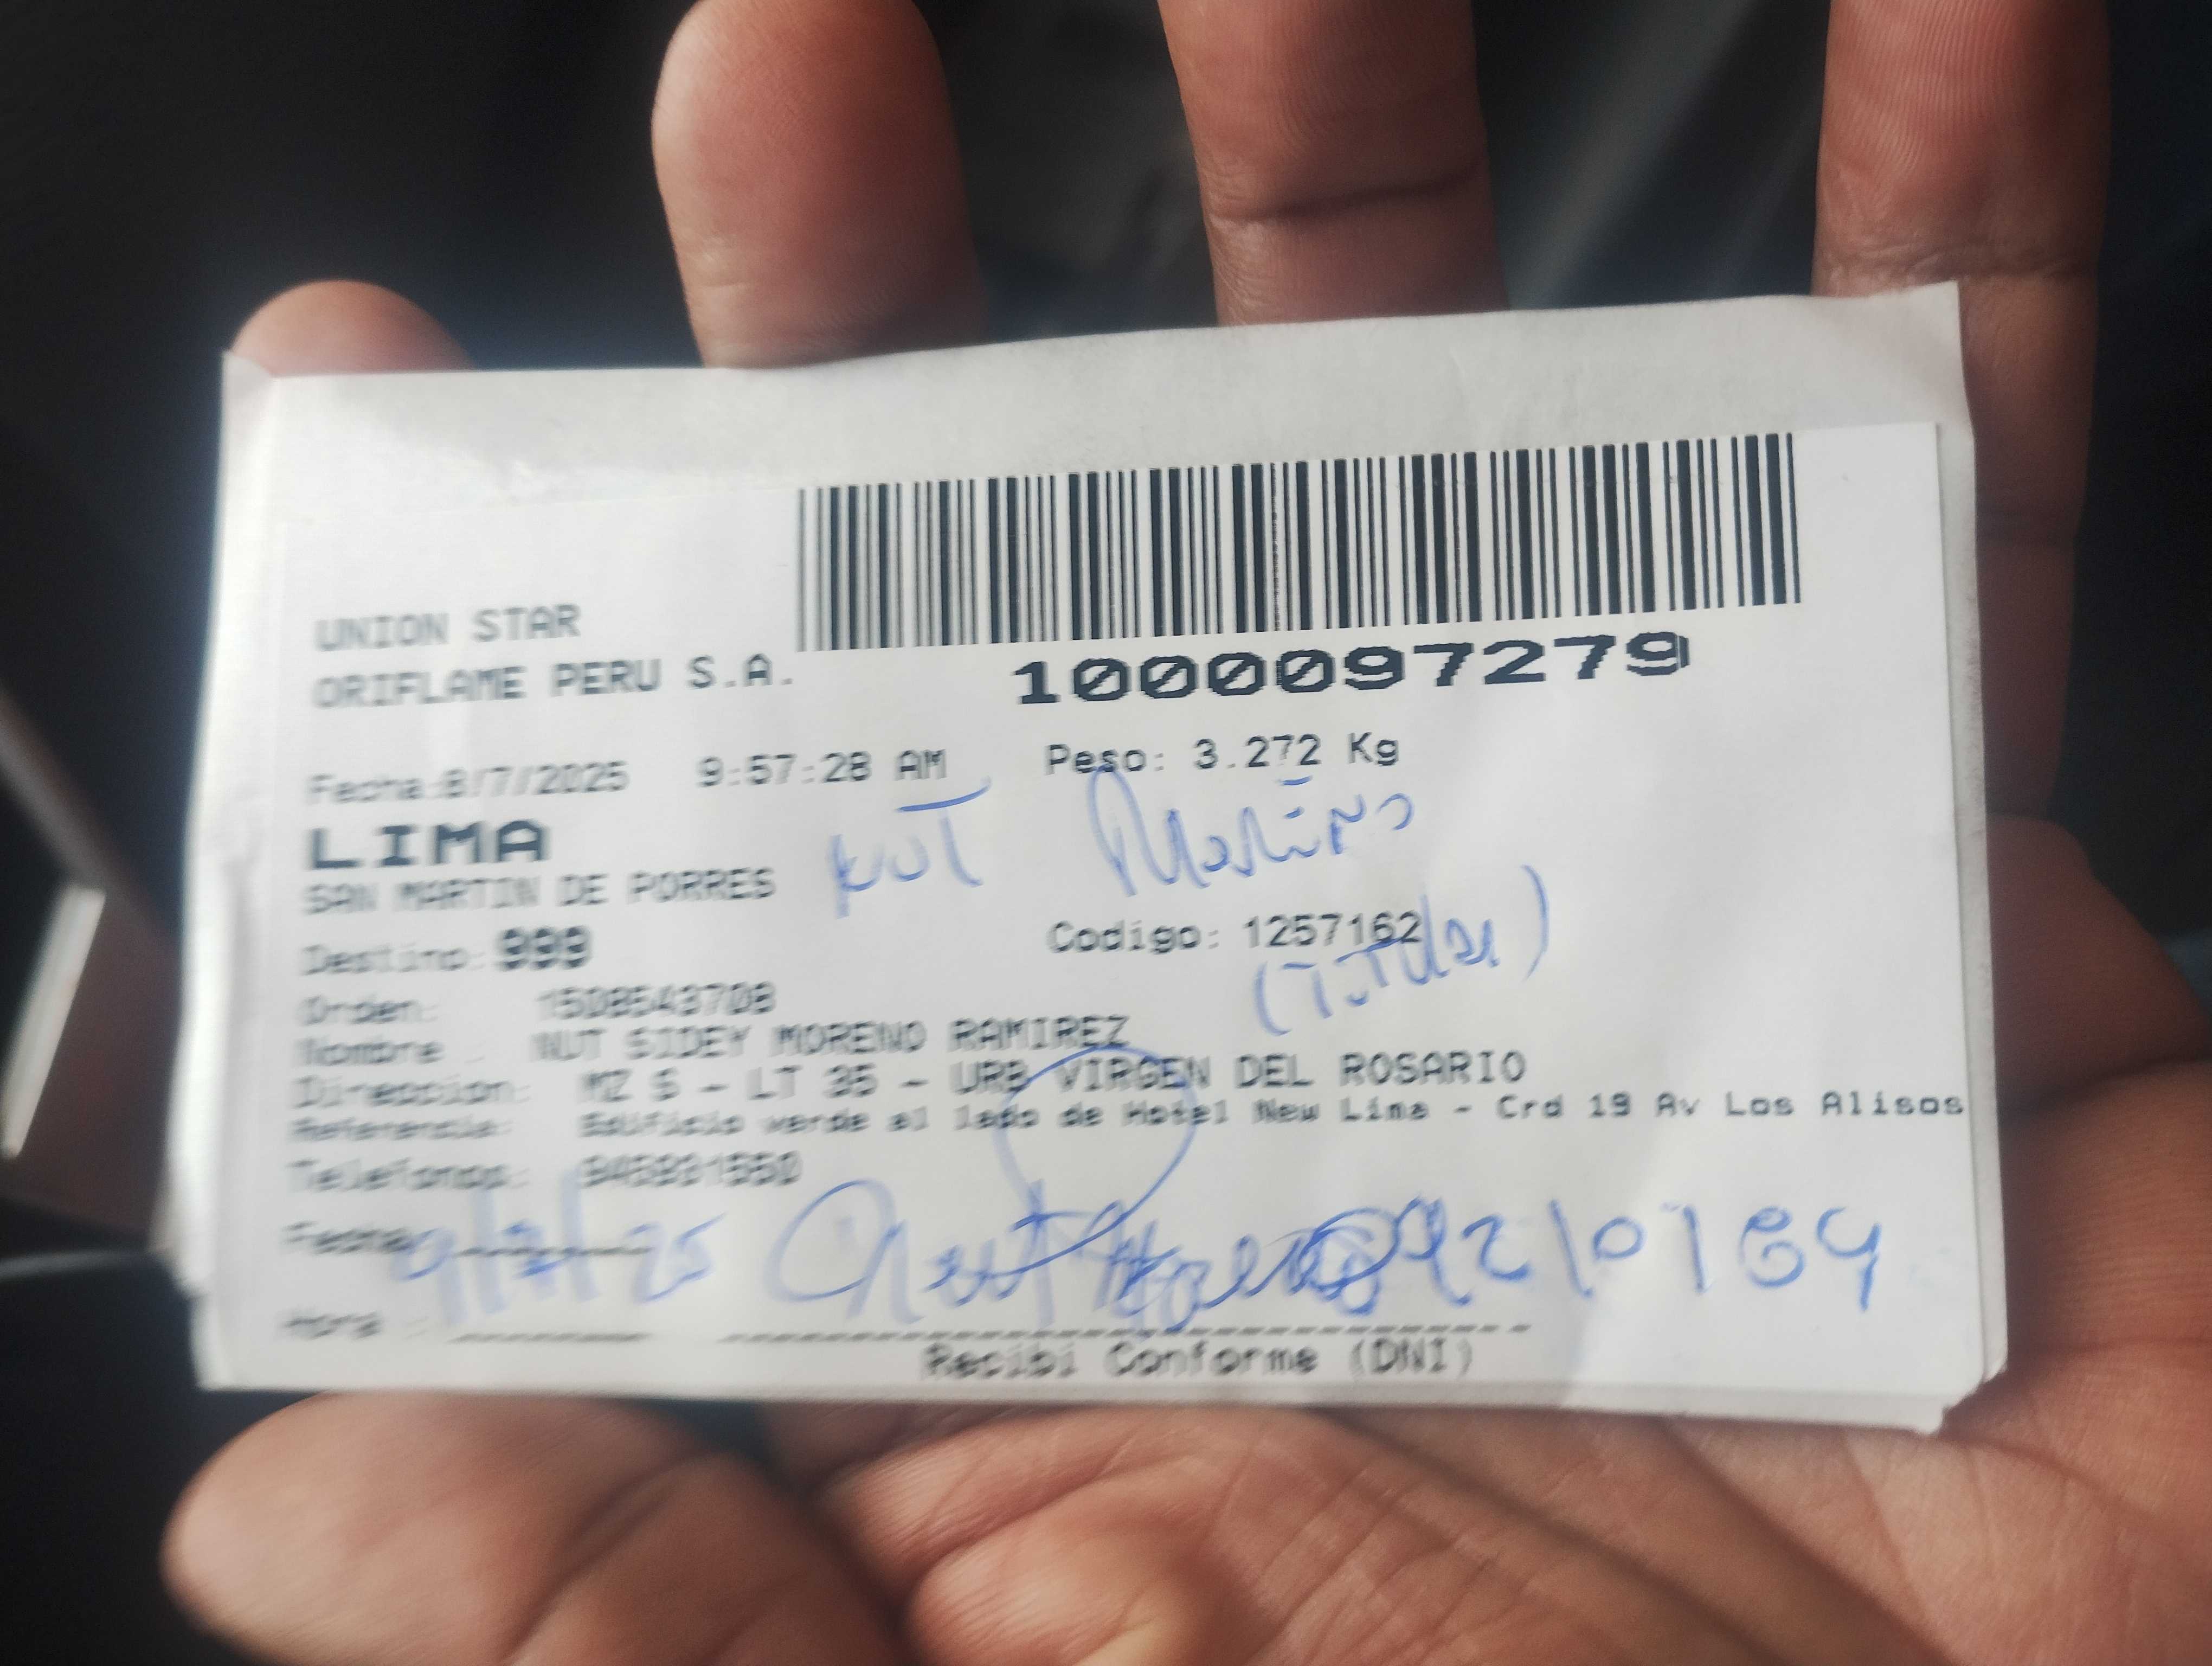 UNION STAR
ORIFLAME PERU S.A.
1000097279
Fecha:8/7/2025 9:57:28 AM Peso: 3.272 Kg
LIMA
SAN MARTIN DE PORRES
Destino: 999 Codigo: 1257162
(Titular)
Orden: 1508543708
Nombre : NUT SIDEY MORENO RAMIREZ
Direccion: MZ S - LT 35 - URB VIRGEN DEL ROSARIO
Referencia: Edificio verde al lado de Hotel New Lima - Crd 19 Av Los Alisos
Telefonos:
Fecha:
Hora :
Recibi Conforme (DNI)